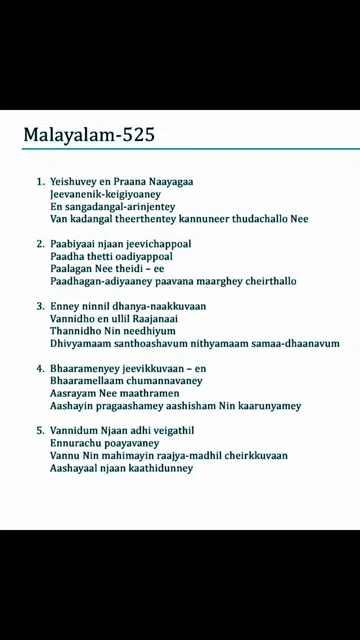 Malayalam-525
1. Yeishuvey en Praana Naayagaa
Jeevanenik-keigiyoaney
En sangadangal-arinjentey
Van kadangal theerthentey kannuneer thudachallo Nee
2. Paabiyaai njaan jeevichappoal
Paadha thetti oadiyappoal
Paalagan Nee theidi – ee
Paadhagan-adiyaaney paavana maarghey cheirthallo
3. Enney ninnil dhanya-naakkuvaan
Vannidho en ullil Raajanaai
Thannidho Nin needhiyum
Dhivyamaam santhoashavum nithyamaam samaa-dhaanavum
4. Bhaaramenyey jeevikkuvaan – en
Bhaaramellaam chumannavaney
Aasrayam Nee maathramen
Aashayin pragaashamey aashisham Nin kaarunyamey
5. Vannidum Njaan adhi veigathil
Ennurachu poayavaney
Vannu Nin mahimayin raajya-madhil cheirkkuvaan
Aashayaal njaan kaathidunney